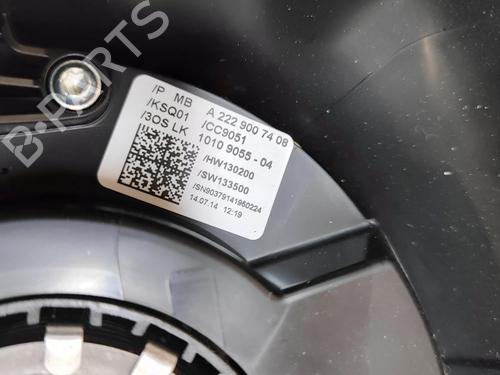 B-PARTS
/P MB A 222 900 74 08
/KSQ01 /CC9051
/3OS LK 1010 9055 - 04
/HW130200
/SW133500
/SN90379141960224
14.07.14 12:19